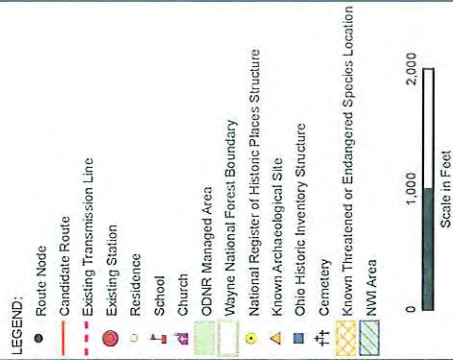 LEGEND:
Route Node
Candidate Route
Existing Transmission Line
Existing Station
Residence
School
Church
ODNR Managed Area
Wayne National Forest Boundary
National Register of Historic Places Structure
Known Archaeological Site
Ohio Historic Inventory Structure
Cemetery
Known Threatened or Endangered Species Location
NWI Area
0 1,000 2,000
Scale in Feet